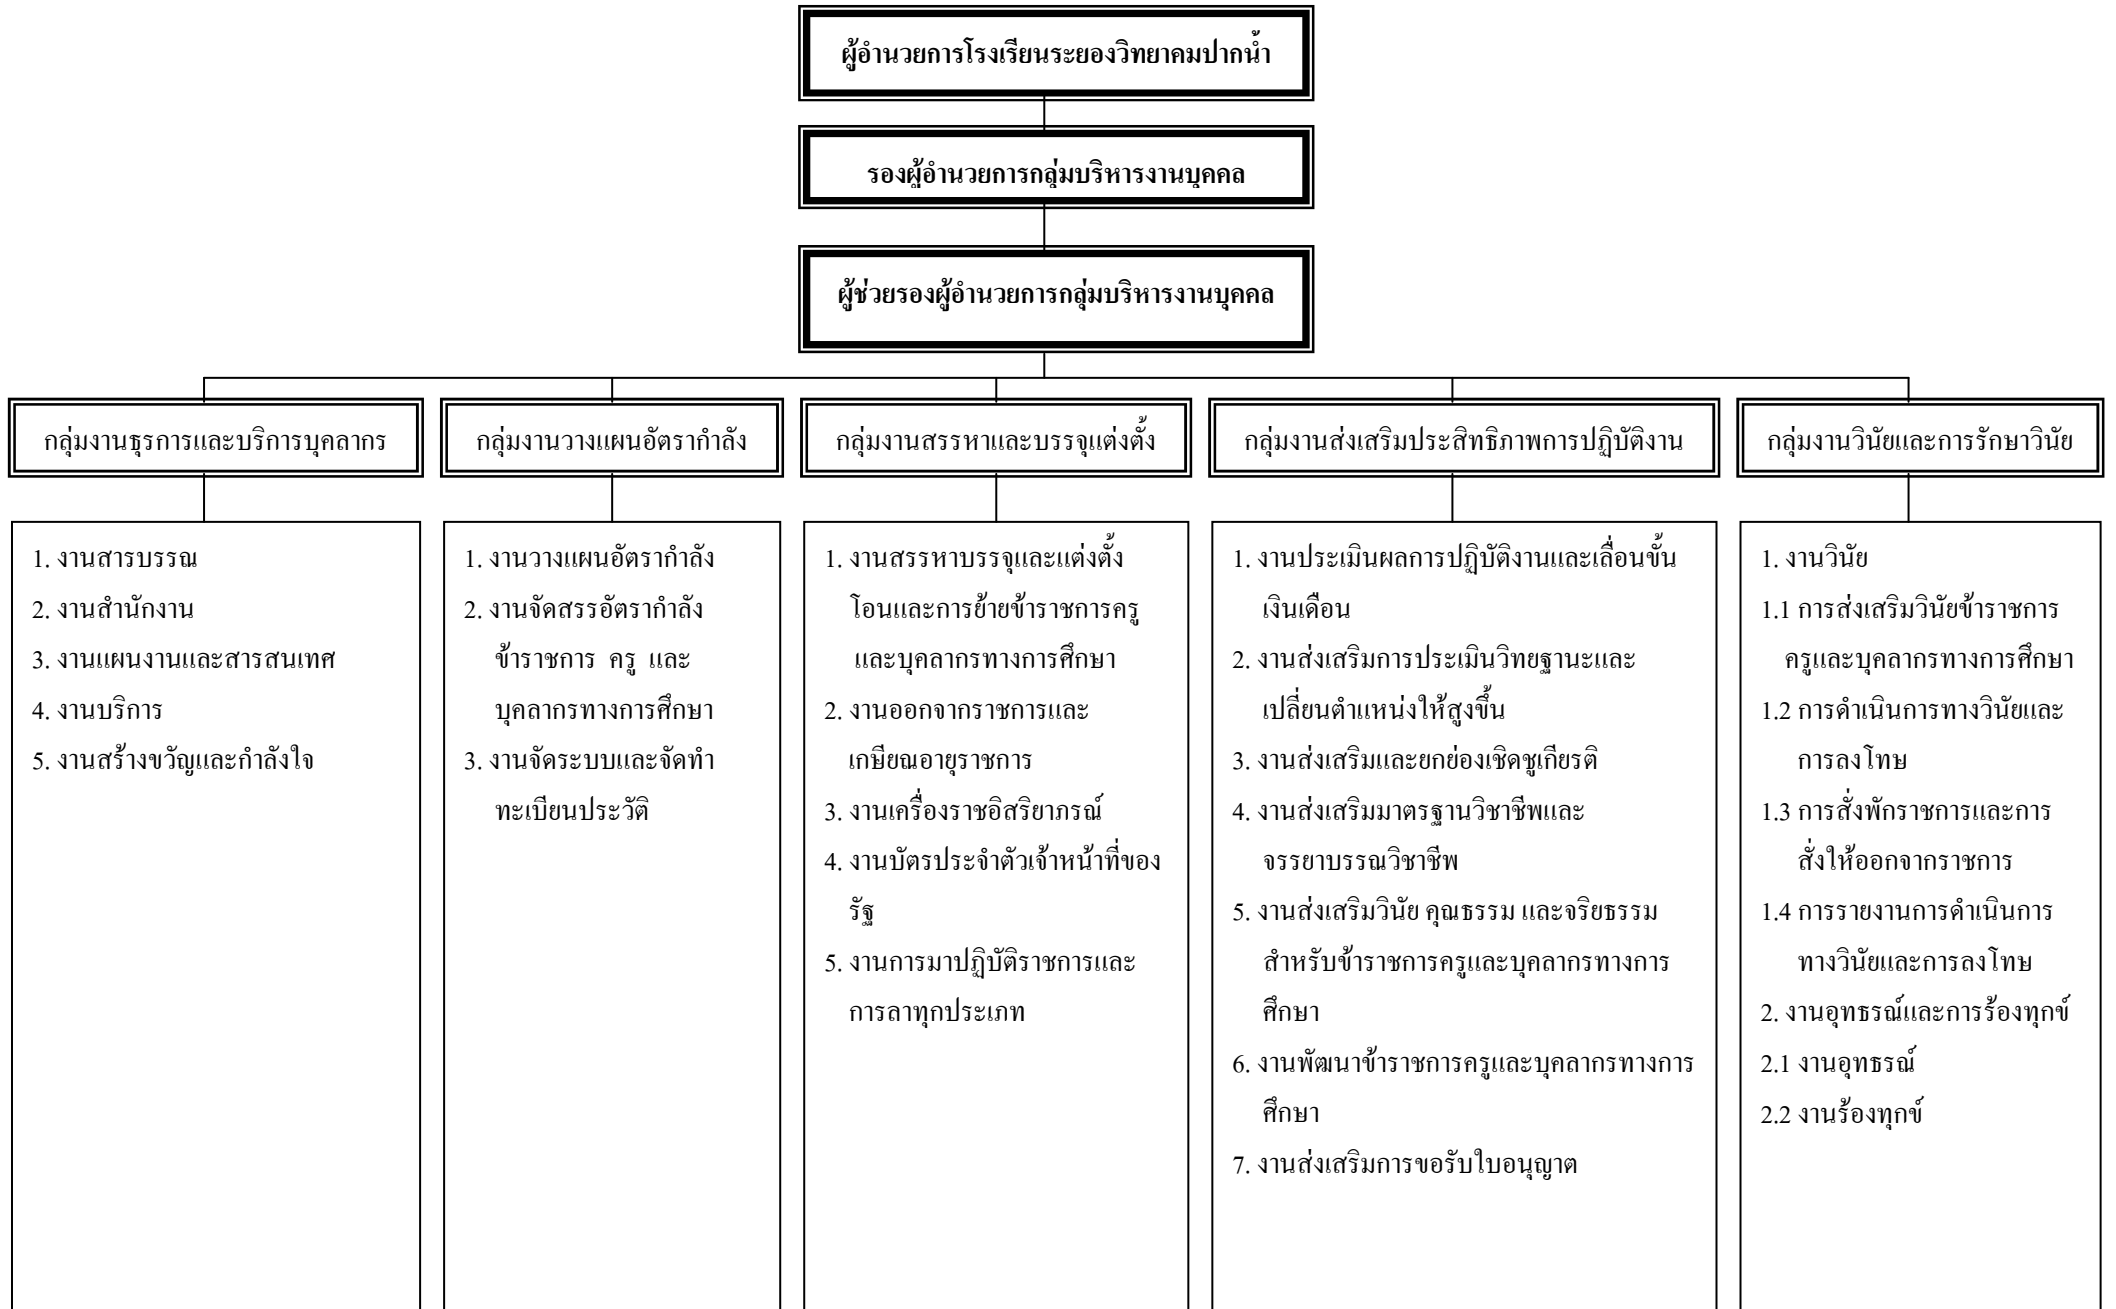 ผู้อำนวยการโรงเรียนระยองวิทยาคมปากน้ำ
รองผู้อำนวยการกลุ่มบริหารงานบุคคล
ผู้ช่วยรองผู้อำนวยการกลุ่มบริหารงานบุคคล
กลุ่มงานธุรการและบริการบุคลากร
1. งานสารบรรณ
2. งานสำนักงาน
3. งานแผนงานและสารสนเทศ
4. งานบริการ
5. งานสร้างขวัญและกำลังใจ
กลุ่มงานวางแผนอัตรากำลัง
1. งานวางแผนอัตรากำลัง
2. งานจัดสรรอัตรากำลัง
ข้าราชการ ครู และ
บุคลากรทางการศึกษา
3. งานจัดระบบและจัดทำ
ทะเบียนประวัติ
กลุ่มงานสรรหาและบรรจุแต่งตั้ง
1. งานสรรหาบรรจุและแต่งตั้ง
โอนและการย้ายข้าราชการครู
และบุคลากรทางการศึกษา
2. งานออกจากราชการและ
เกษียณอายุราชการ
3. งานเครื่องราชอิสริยาภรณ์
4. งานบัตรประจำตัวเจ้าหน้าที่ของ
รัฐ
5. งานการมาปฏิบัติราชการและ
การลาทุกประเภท
กลุ่มงานส่งเสริมประสิทธิภาพการปฏิบัติงาน
1. งานประเมินผลการปฏิบัติงานและเลื่อนขั้น
เงินเดือน
2. งานส่งเสริมการประเมินวิทยฐานะและ
เปลี่ยนตำแหน่งให้สูงขึ้น
3. งานส่งเสริมและยกย่องเชิดชูเกียรติ
4. งานส่งเสริมมาตรฐานวิชาชีพและ
จรรยาบรรณวิชาชีพ
5. งานส่งเสริมวินัย คุณธรรม และจริยธรรม
สำหรับข้าราชการครูและบุคลากรทางการ
ศึกษา
6. งานพัฒนาข้าราชการครูและบุคลากรทางการ
ศึกษา
7. งานส่งเสริมการขอรับใบอนุญาต
กลุ่มงานวินัยและการรักษาวินัย
1. งานวินัย
1.1 การส่งเสริมวินัยข้าราชการ
ครูและบุคลากรทางการศึกษา
1.2 การดำเนินการทางวินัยและ
การลงโทษ
1.3 การสั่งพักราชการและการ
สั่งให้ออกจากราชการ
1.4 การรายงานการดำเนินการ
ทางวินัยและการลงโทษ
2. งานอุทธรณ์และการร้องทุกข์
2.1 งานอุทธรณ์
2.2 งานร้องทุกข์